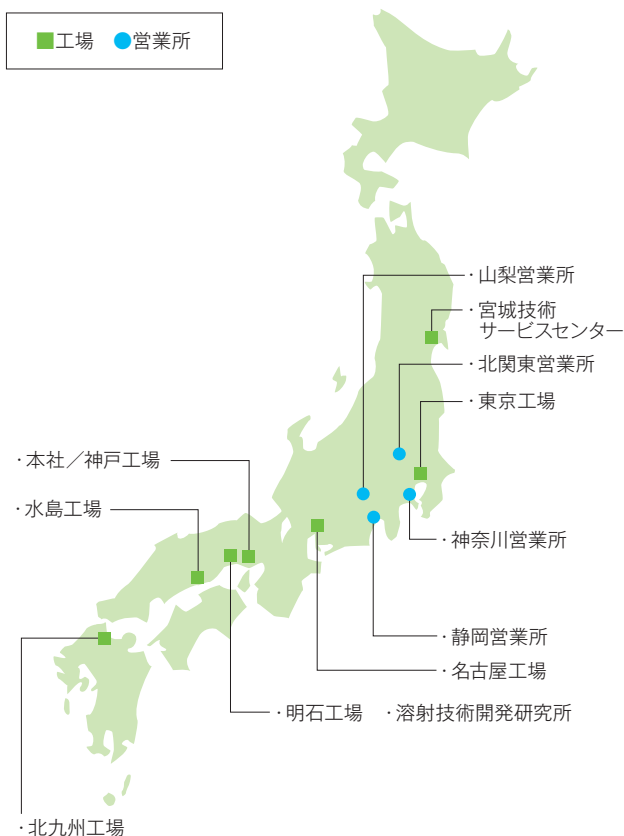 工場 営業所
・山梨営業所
・宮城技術
サービスセンター
・北関東営業所
・東京工場
・本社／神戸工場
・水島工場
・神奈川営業所
・静岡営業所
・名古屋工場
・明石工場 ・溶射技術開発研究所
・北九州工場